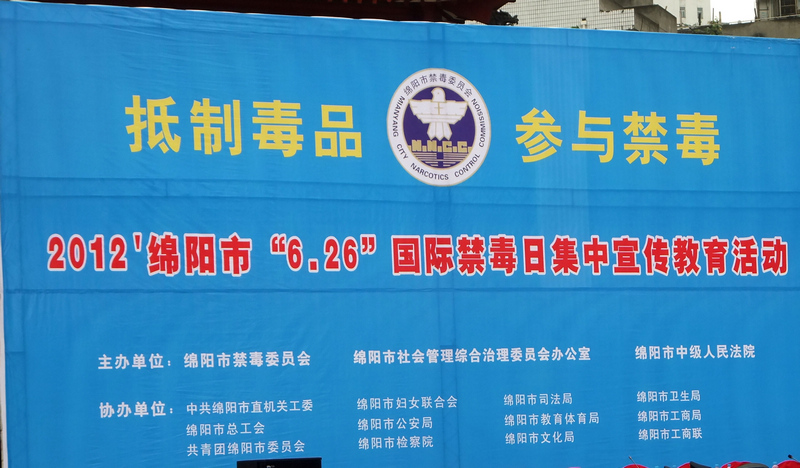 抵制毒品 参与禁毒
绵阳市禁毒委员会
MIANYANG CITY NARCOTICS CONTROL COMMISSION
N.N.C.C.
2012'绵阳市“6.26”国际禁毒日集中宣传教育活动
主办单位：绵阳市禁毒委员会 绵阳市社会管理综合治理委员会办公室 绵阳市中级人民法院
协办单位：中共绵阳市直机关工委 绵阳市妇女联合会 绵阳市司法局 绵阳市卫生局
绵阳市总工会 绵阳市公安局 绵阳市教育体育局 绵阳市工商局
共青团绵阳市委员会 绵阳市检察院 绵阳市文化局 绵阳市工商联